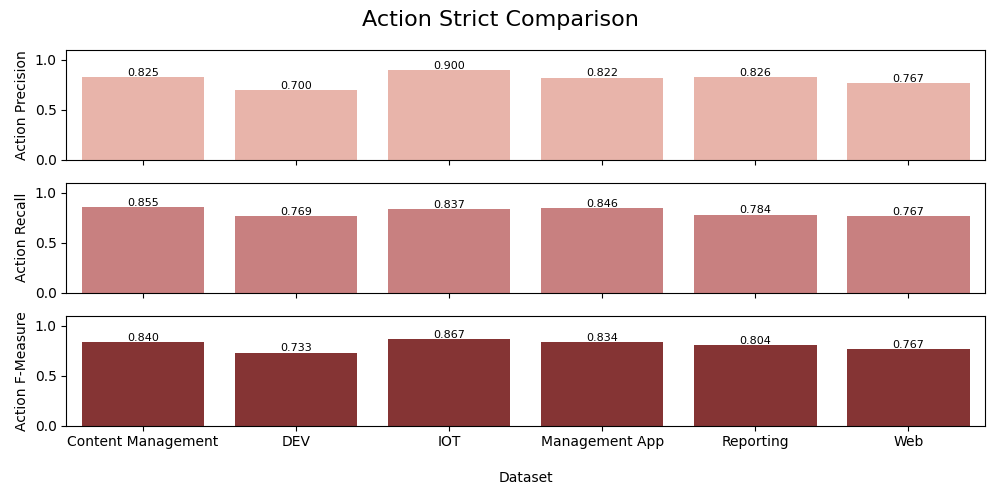 Action Strict Comparison
Action Precision
1.0
0.5
0.0
0.825 0.700 0.900 0.822 0.826 0.767
Action Recall
1.0
0.5
0.0
0.855 0.769 0.837 0.846 0.784 0.767
Action F-Measure
1.0
0.5
0.0
0.840 0.733 0.867 0.834 0.804 0.767
Content Management DEV IOT Management App Reporting Web
Dataset